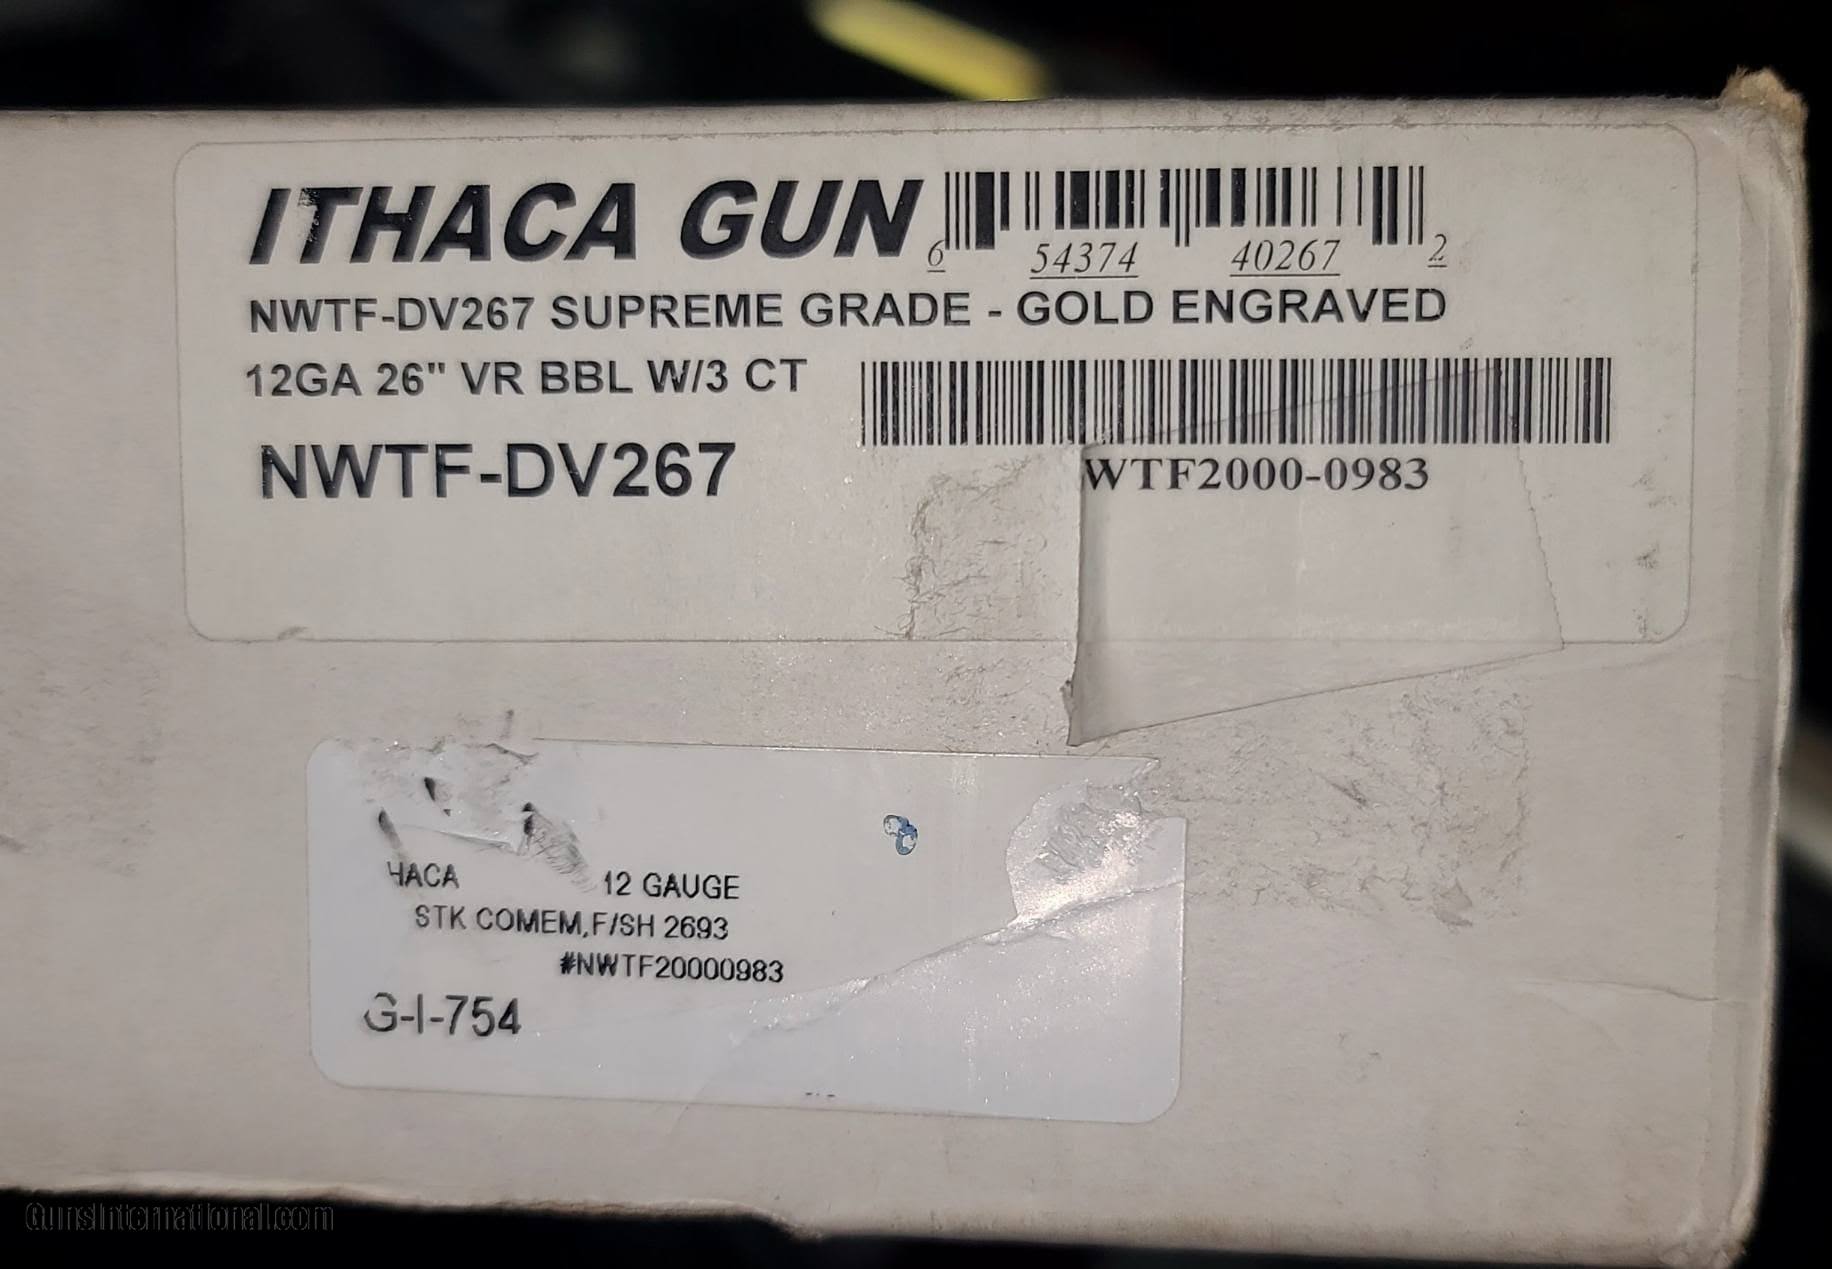 ITHACA GUN
6 54374 40267 2
NWTF-DV267 SUPREME GRADE - GOLD ENGRAVED
12GA 26" VR BBL W/3 CT
NWTF-DV267
WTF2000-0983
HACA 12 GAUGE
STK COMEM,F/SH 2693
#NWTF20000983
G-I-754
GunsInternational.com